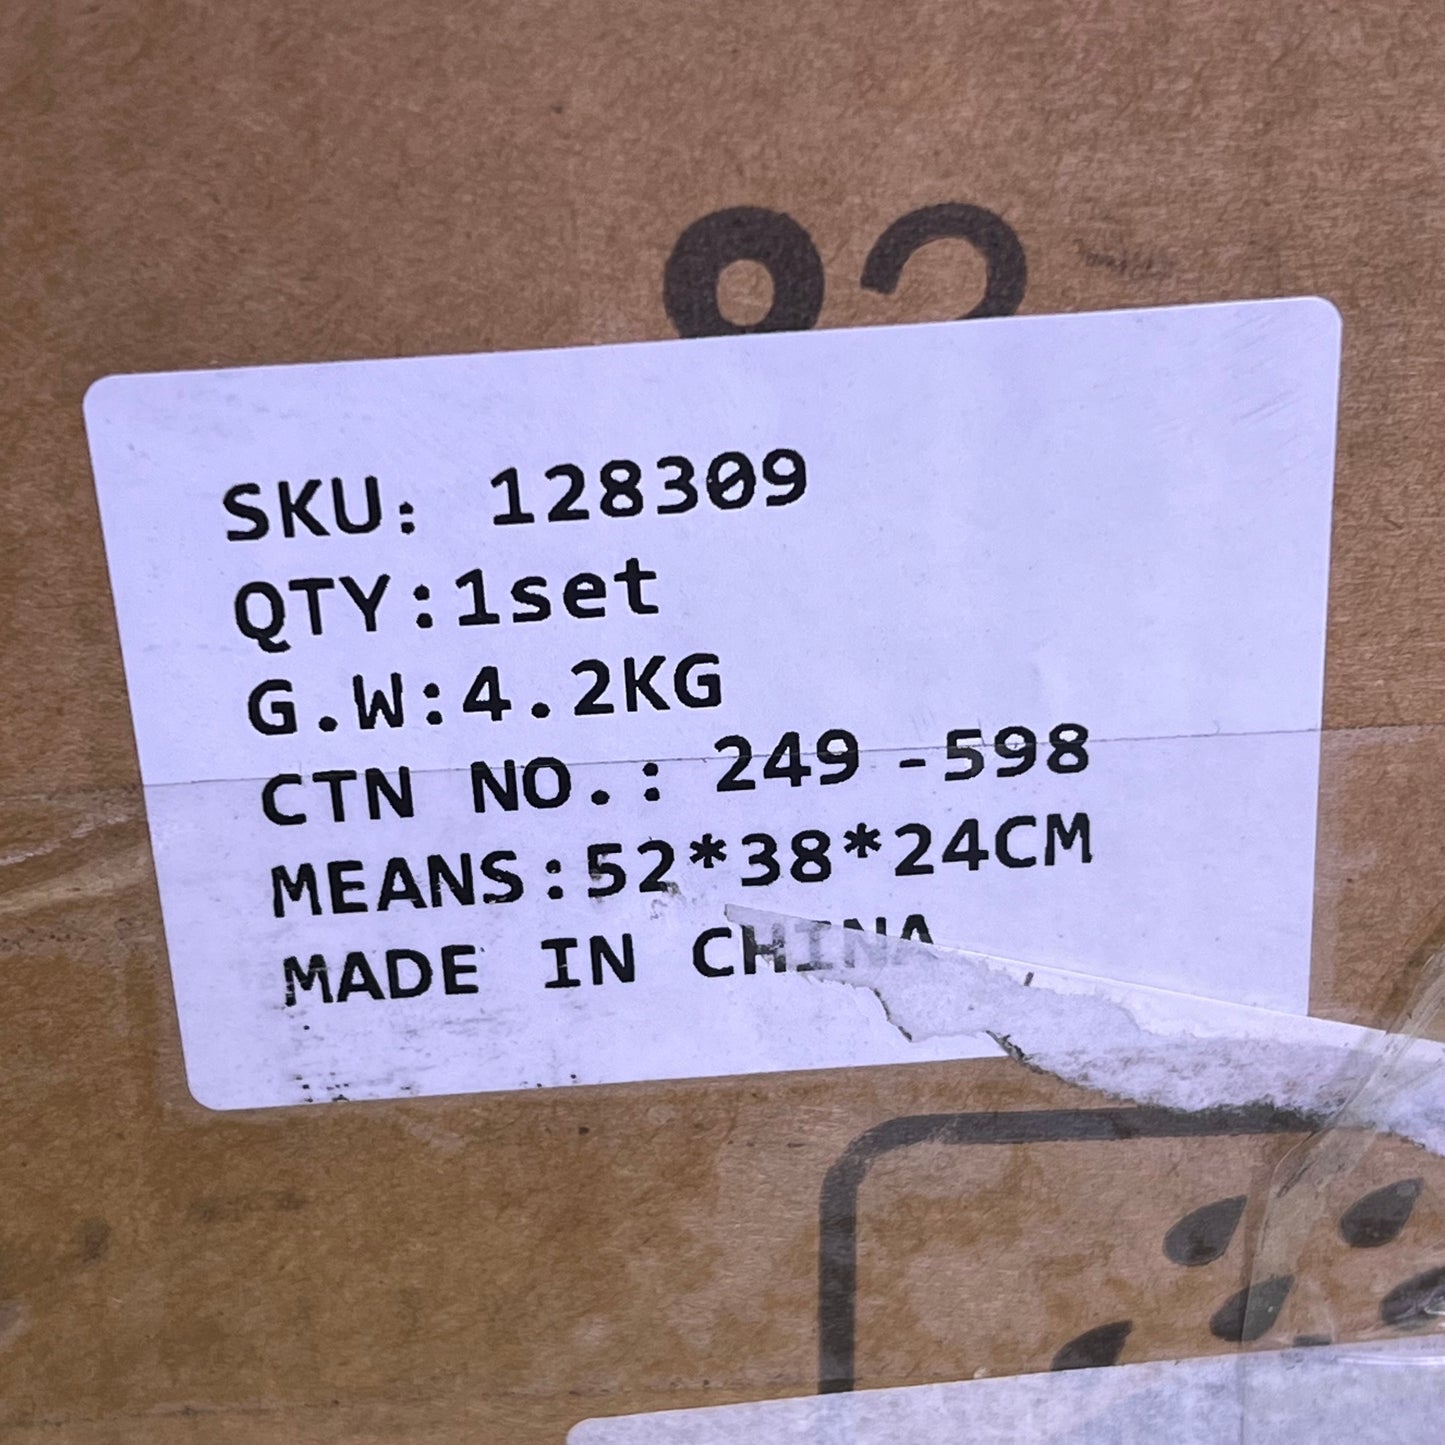 SKU: 128309
QTY:1set
G.W:4.2KG
CTN NO.: 249 -598
MEANS:52*38*24CM
MADE IN CHINA